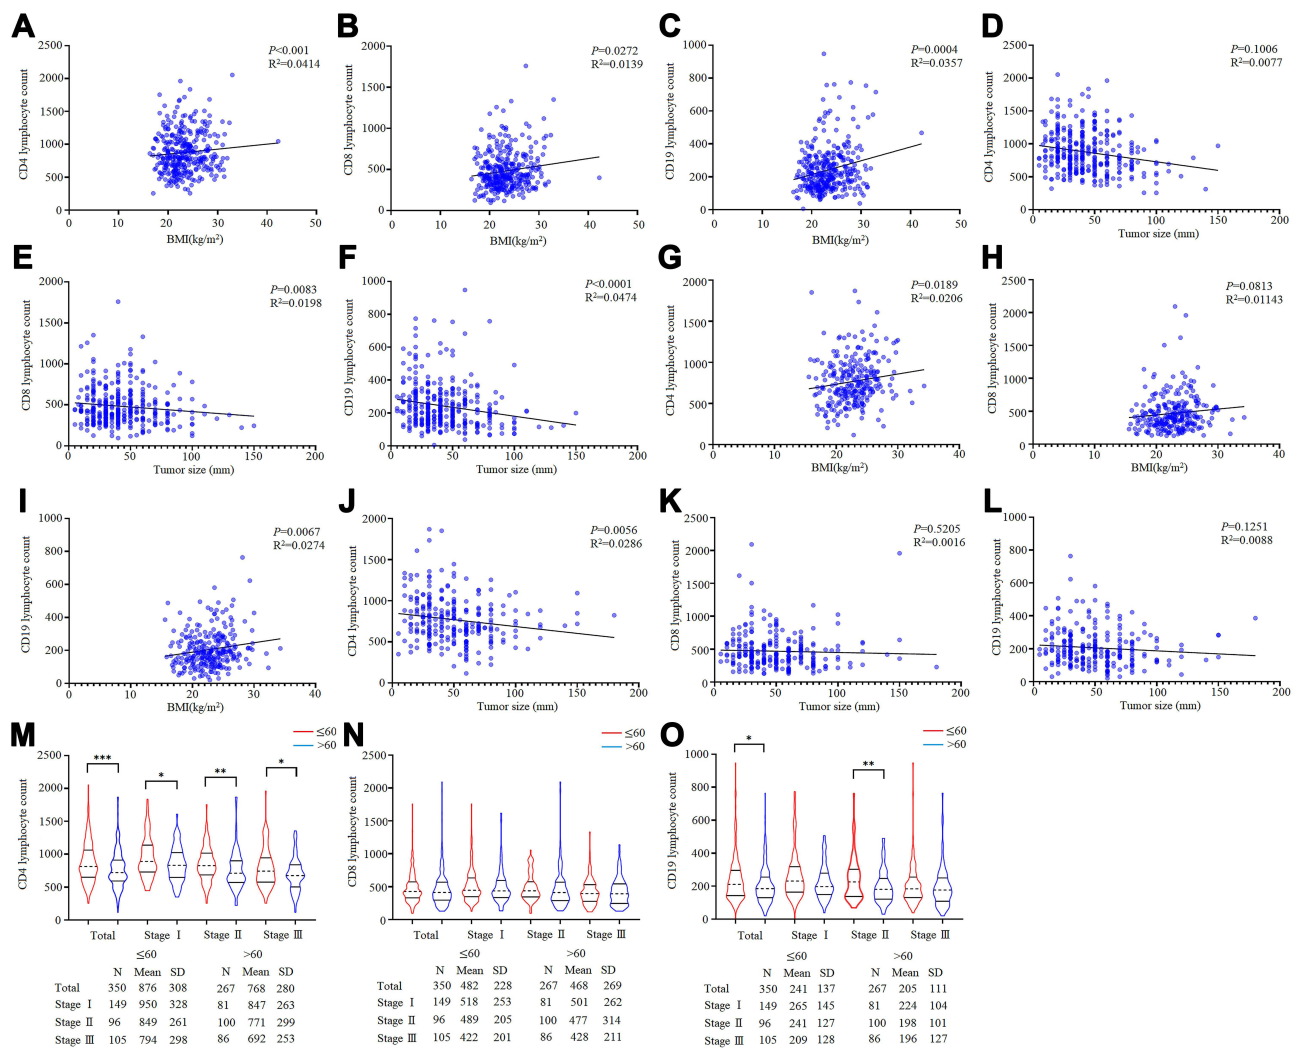 A
CD4 lymphocyte count
2500
2000
1500
1000
500
0
0 10 20 30 40 50
BMI(kg/m²)
P<0.001
R²=0.0414
B
CD8 lymphocyte count
2000
1500
1000
500
0
0 10 20 30 40 50
BMI(kg/m²)
P=0.0272
R²=0.0139
C
CD19 lymphocyte count
1000
800
600
400
200
0
0 10 20 30 40 50
BMI(kg/m²)
P=0.0004
R²=0.0357
D
CD4 lymphocyte count
2500
2000
1500
1000
500
0
0 50 100 150 200
Tumor size (mm)
P=0.1006
R²=0.0077
E
CD8 lymphocyte count
2000
1500
1000
500
0
0 50 100 150 200
Tumor size (mm)
P=0.0083
R²=0.0198
F
CD19 lymphocyte count
1000
800
600
400
200
0
0 50 100 150 200
Tumor size (mm)
P<0.0001
R²=0.0474
G
CD4 lymphocyte count
2000
1500
1000
500
0
0 10 20 30 40
BMI(kg/m²)
P=0.0189
R²=0.0206
H
CD8 lymphocyte count
2500
2000
1500
1000
500
0
0 10 20 30 40
BMI(kg/m²)
P=0.0813
R²=0.01143
I
CD19 lymphocyte count
1000
800
600
400
200
0
0 10 20 30 40
BMI(kg/m²)
P=0.0067
R²=0.0274
J
CD4 lymphocyte count
2000
1500
1000
500
0
0 50 100 150 200
Tumor size (mm)
P=0.0056
R²=0.0286
K
CD8 lymphocyte count
2500
2000
1500
1000
500
0
0 50 100 150 200
Tumor size (mm)
P=0.5205
R²=0.0016
L
CD19 lymphocyte count
1000
800
600
400
200
0
0 50 100 150 200
Tumor size (mm)
P=0.1251
R²=0.0088
M
≤60
>60
CD4 lymphocyte count
2500
2000
1500
1000
500
0
*** * ** *
Total Stage Ⅰ Stage Ⅱ Stage Ⅲ
≤60 >60
N Mean SD N Mean SD
Total 350 876 308 267 768 280
Stage Ⅰ 149 950 328 81 847 263
Stage Ⅱ 96 849 261 100 771 299
Stage Ⅲ 105 794 298 86 692 253
N
≤60
>60
CD8 lymphocyte count
2500
2000
1500
1000
500
0
Total Stage Ⅰ Stage Ⅱ Stage Ⅲ
≤60 >60
N Mean SD N Mean SD
Total 350 482 228 267 468 269
Stage Ⅰ 149 518 253 81 501 262
Stage Ⅱ 96 489 205 100 477 314
Stage Ⅲ 105 422 201 86 428 211
O
≤60
>60
CD19 lymphocyte count
1000
800
600
400
200
0
* **
Total Stage Ⅰ Stage Ⅱ Stage Ⅲ
≤60 >60
N Mean SD N Mean SD
Total 350 241 137 267 205 111
Stage Ⅰ 149 265 145 81 224 104
Stage Ⅱ 96 241 127 100 198 101
Stage Ⅲ 105 209 128 86 196 127